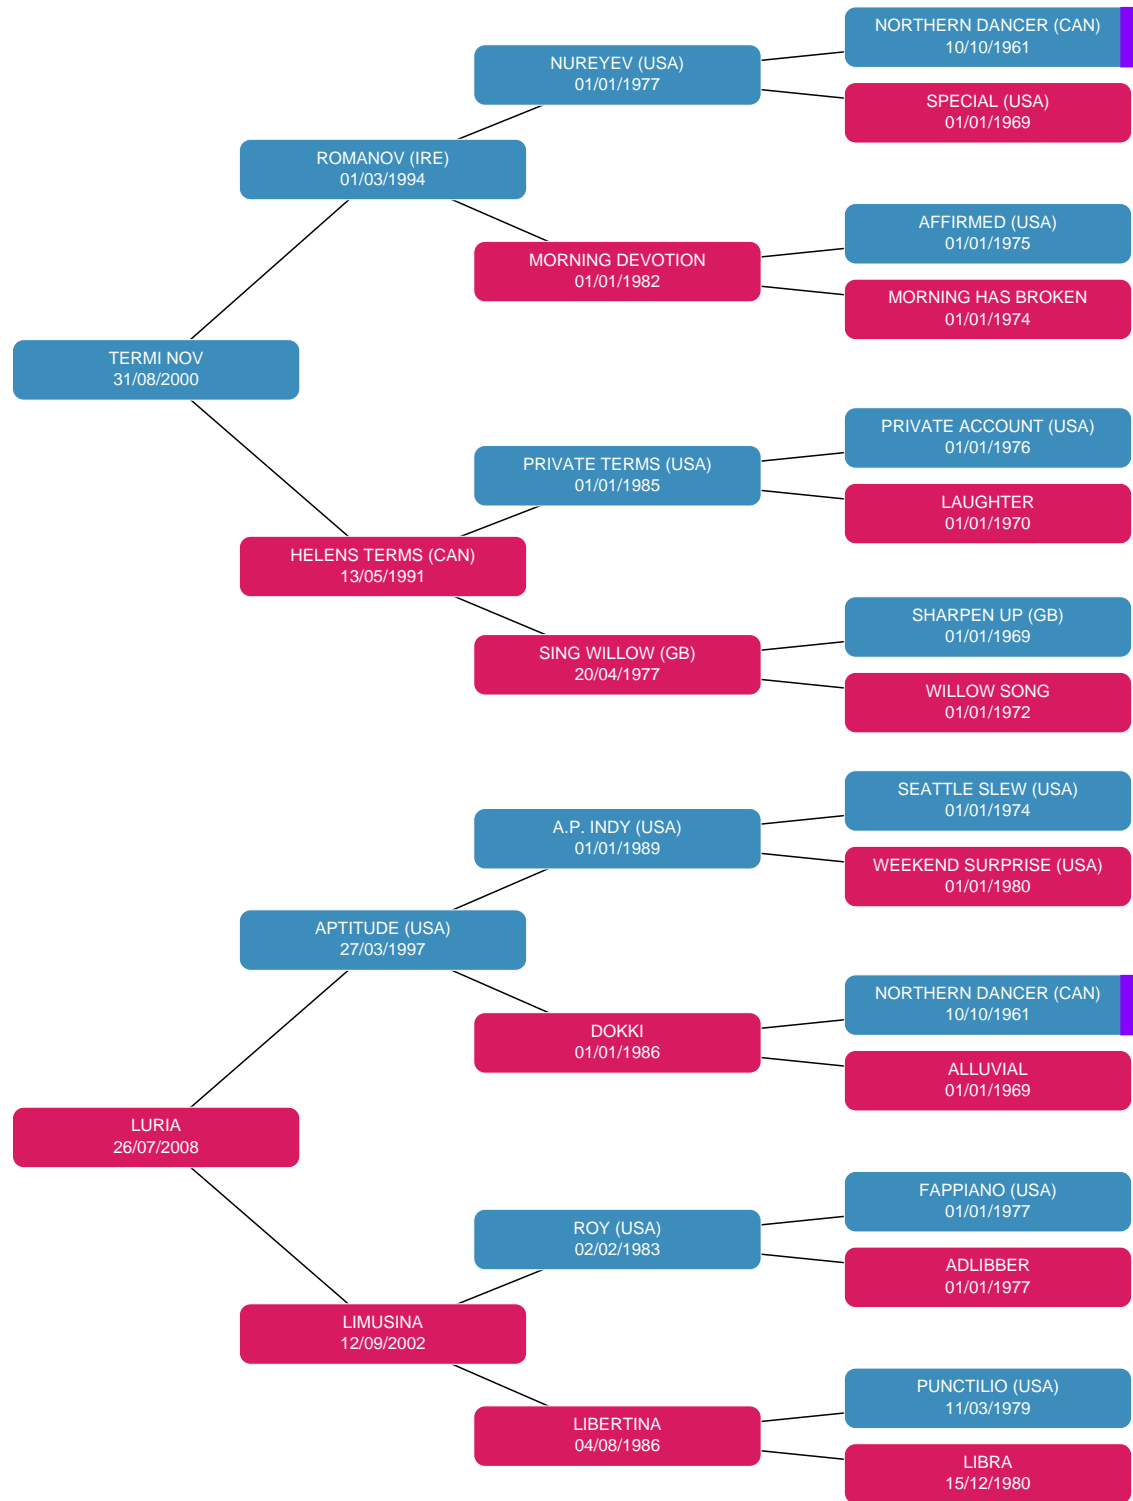 NORTHERN DANCER (CAN)
10/10/1961
NUREYEV (USA)
01/01/1977
SPECIAL (USA)
01/01/1969
ROMANOV (IRE)
01/03/1994
AFFIRMED (USA)
01/01/1975
MORNING DEVOTION
01/01/1982
MORNING HAS BROKEN
01/01/1974
TERMI NOV
31/08/2000
PRIVATE ACCOUNT (USA)
01/01/1976
PRIVATE TERMS (USA)
01/01/1985
LAUGHTER
01/01/1970
HELENS TERMS (CAN)
13/05/1991
SHARPEN UP (GB)
01/01/1969
SING WILLOW (GB)
20/04/1977
WILLOW SONG
01/01/1972
SEATTLE SLEW (USA)
01/01/1974
A.P. INDY (USA)
01/01/1989
WEEKEND SURPRISE (USA)
01/01/1980
APTITUDE (USA)
27/03/1997
NORTHERN DANCER (CAN)
10/10/1961
DOKKI
01/01/1986
ALLUVIAL
01/01/1969
LURIA
26/07/2008
FAPPIANO (USA)
01/01/1977
ROY (USA)
02/02/1983
ADLIBBER
01/01/1977
LIMUSINA
12/09/2002
PUNCTILIO (USA)
11/03/1979
LIBERTINA
04/08/1986
LIBRA
15/12/1980